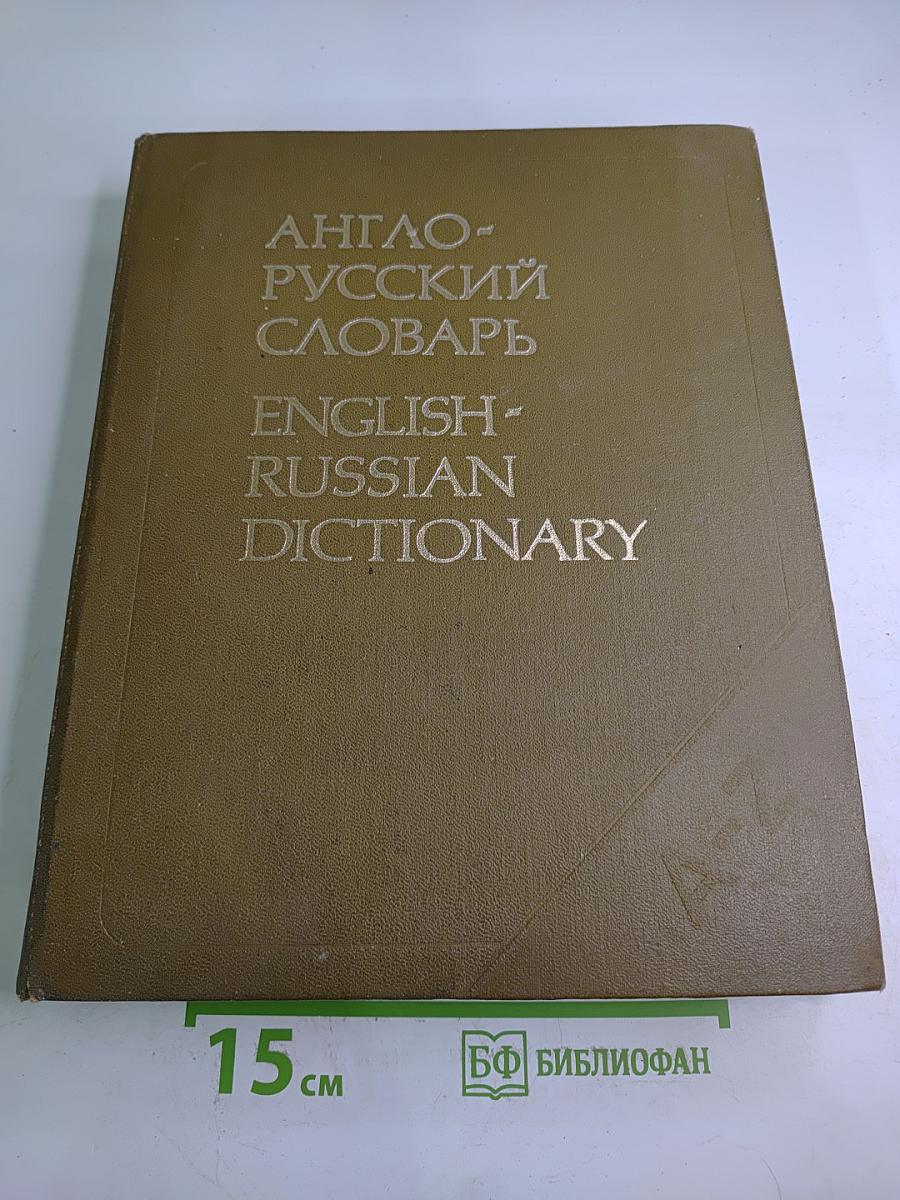 АНГЛО-
РУССКИЙ
СЛОВАРЬ
ENGLISH-
RUSSIAN
DICTIONARY
A-Z
15 см
БФ БИБЛИОФАН